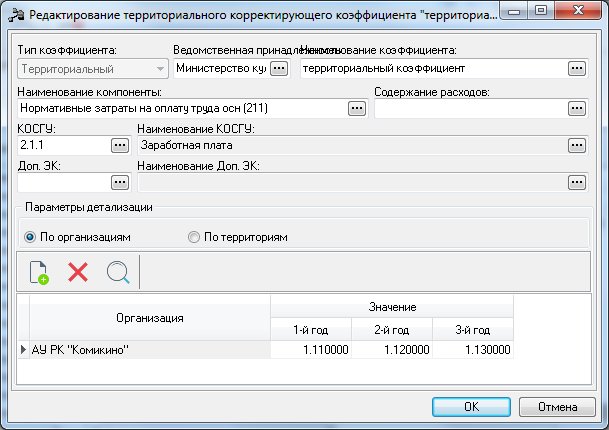 Редактирование территориального корректирующего коэффициента "территориа...
Тип коэффициента: Ведомственная принадле Наименование коэффициента:
Территориальный Министерство кул ... территориальный коэффициент ...
Наименование компоненты: Содержание расходов:
Нормативные затраты на оплату труда осн (211) ... ...
КОСГУ: Наименование КОСГУ:
2.1.1 ... Заработная плата ...
Доп. ЭК: Наименование Доп. ЭК:
... ...
Параметры детализации
По организациям По территориям
Организация Значение
1-й год 2-й год 3-й год
АУ РК "Комикино" 1.110000 1.120000 1.130000
OK Отмена